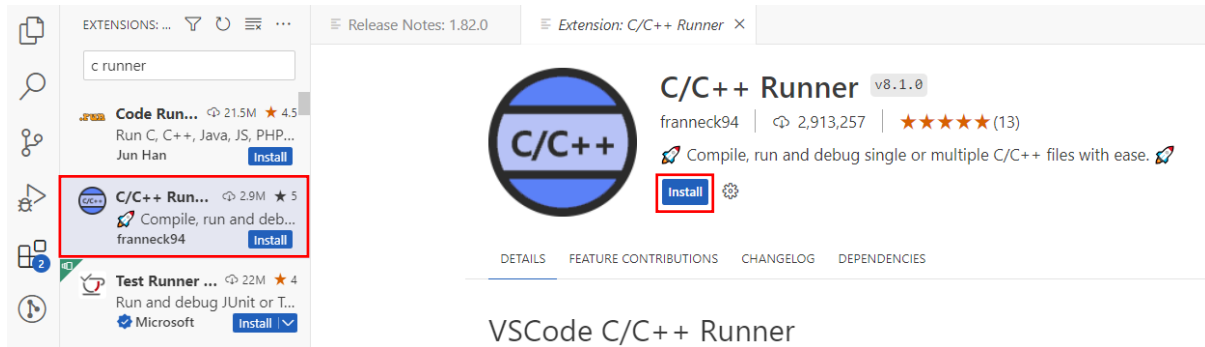 EXTENSIONS: ...
c runner
.run Code Run... 21.5M ★ 4.5
Run C, C++, Java, JS, PHP...
Jun Han Install
C/C++ C/C++ Run... 2.9M ★ 5
🚀 Compile, run and deb...
franneck94 Install
Test Runner ... 22M ★ 4
Run and debug JUnit or T...
Microsoft Install
2
Release Notes: 1.82.0 Extension: C/C++ Runner
C/C++
C/C++ Runner v8.1.0
franneck94 2,913,257 ★★★★★(13)
🚀 Compile, run and debug single or multiple C/C++ files with ease. 🚀
Install
DETAILS FEATURE CONTRIBUTIONS CHANGELOG DEPENDENCIES
VSCode C/C++ Runner